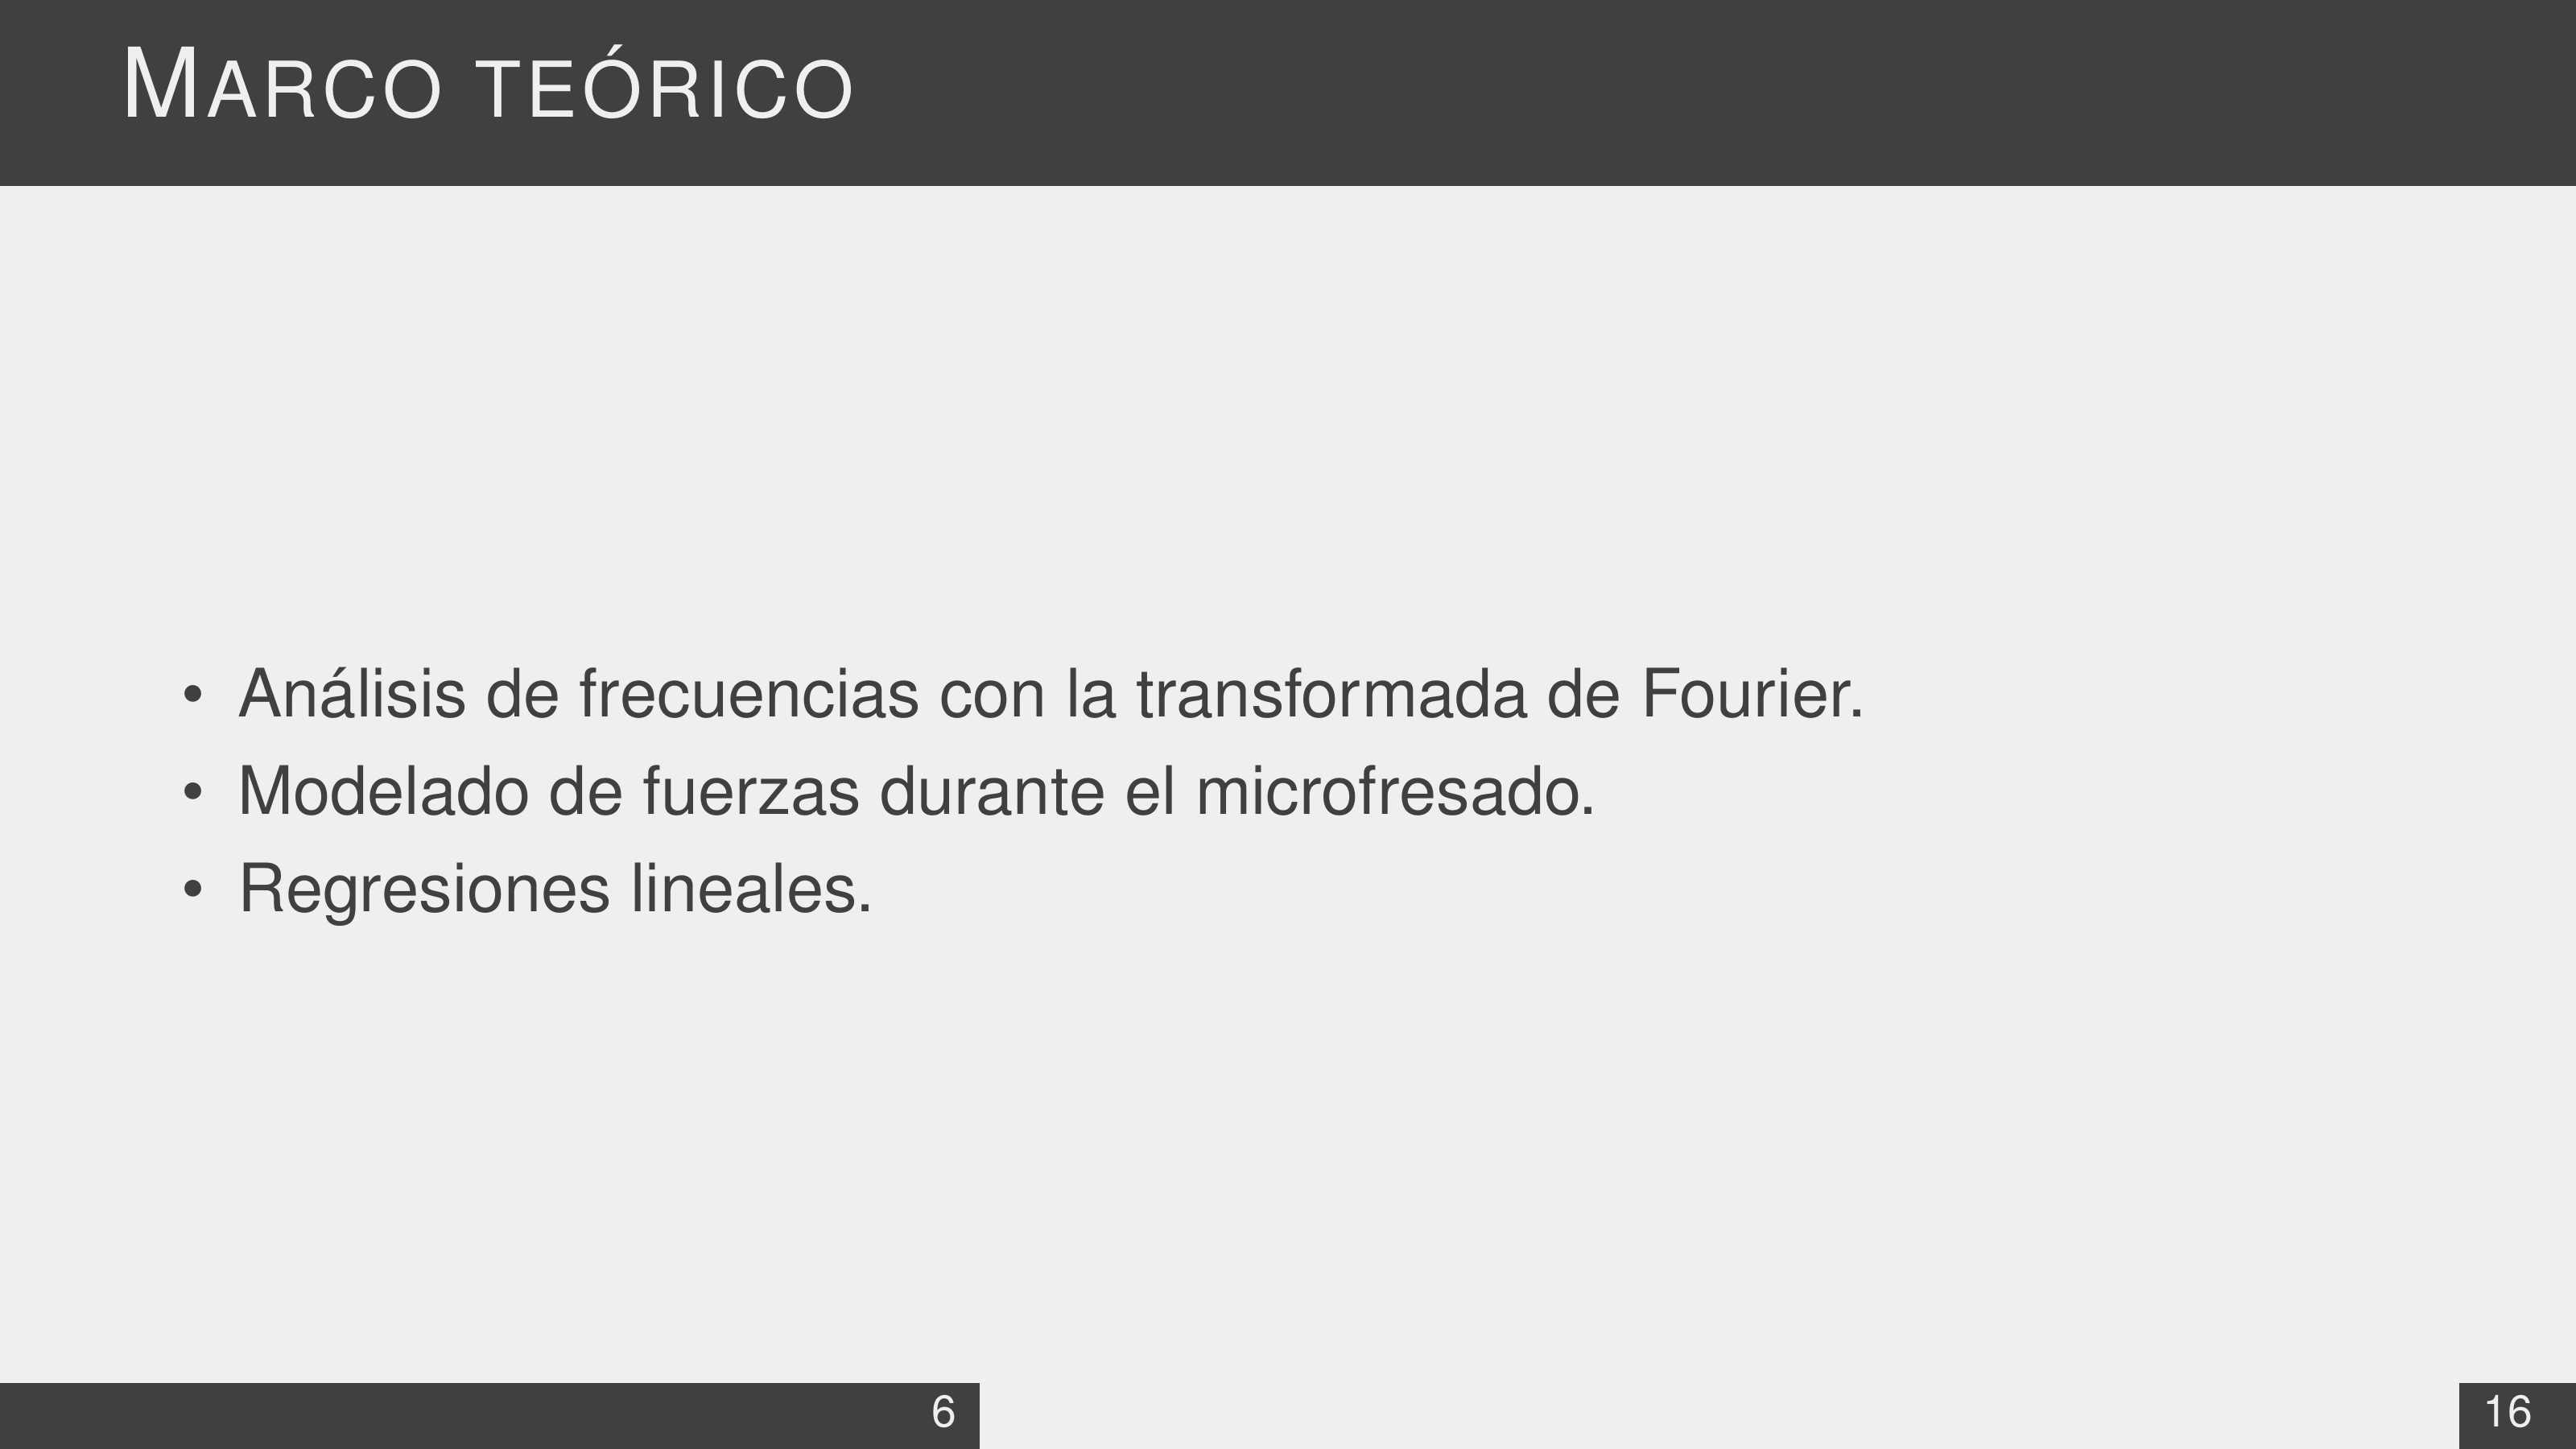 Marco teórico
• Análisis de frecuencias con la transformada de Fourier.
• Modelado de fuerzas durante el microfresado.
• Regresiones lineales.
6
16